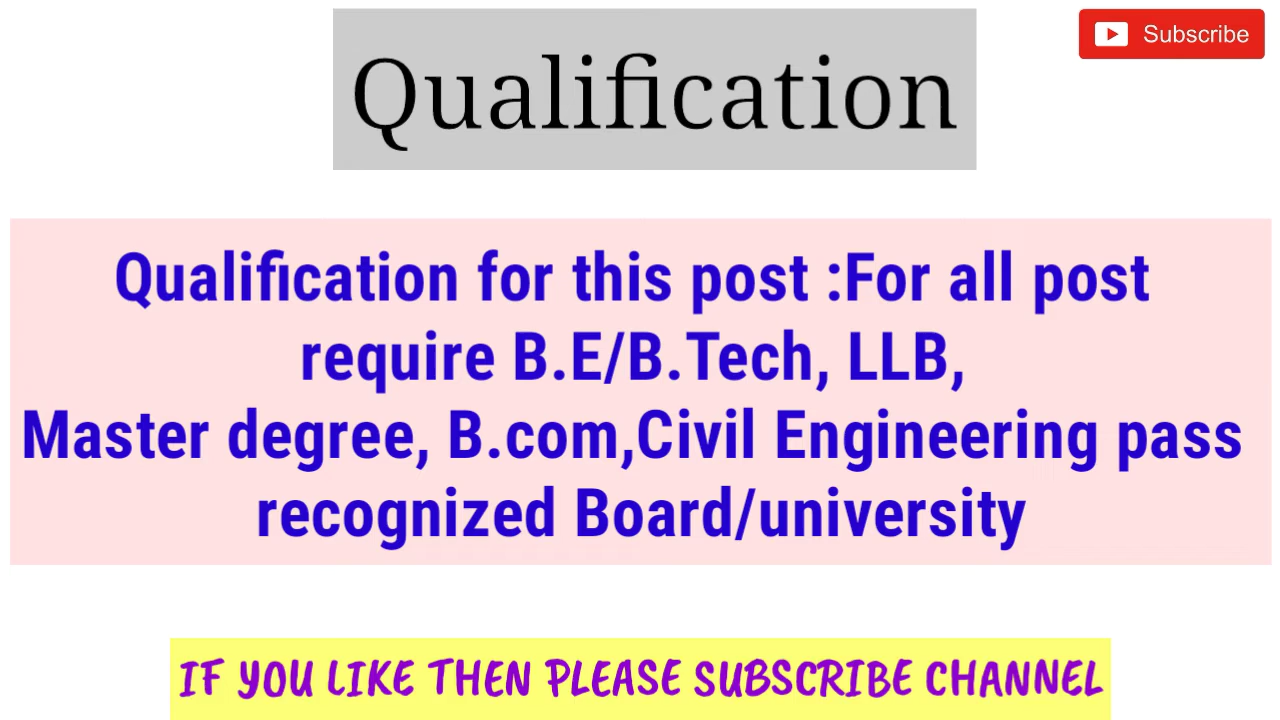 Subscribe
Qualification
Qualification for this post :For all post
require B.E/B.Tech, LLB,
Master degree, B.com,Civil Engineering pass
recognized Board/university
IF YOU LIKE THEN PLEASE SUBSCRIBE CHANNEL